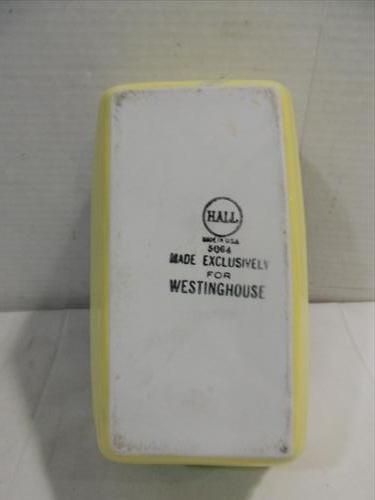 HALL
MADE IN U.S.A.
5064
MADE EXCLUSIVELY
FOR
WESTINGHOUSE